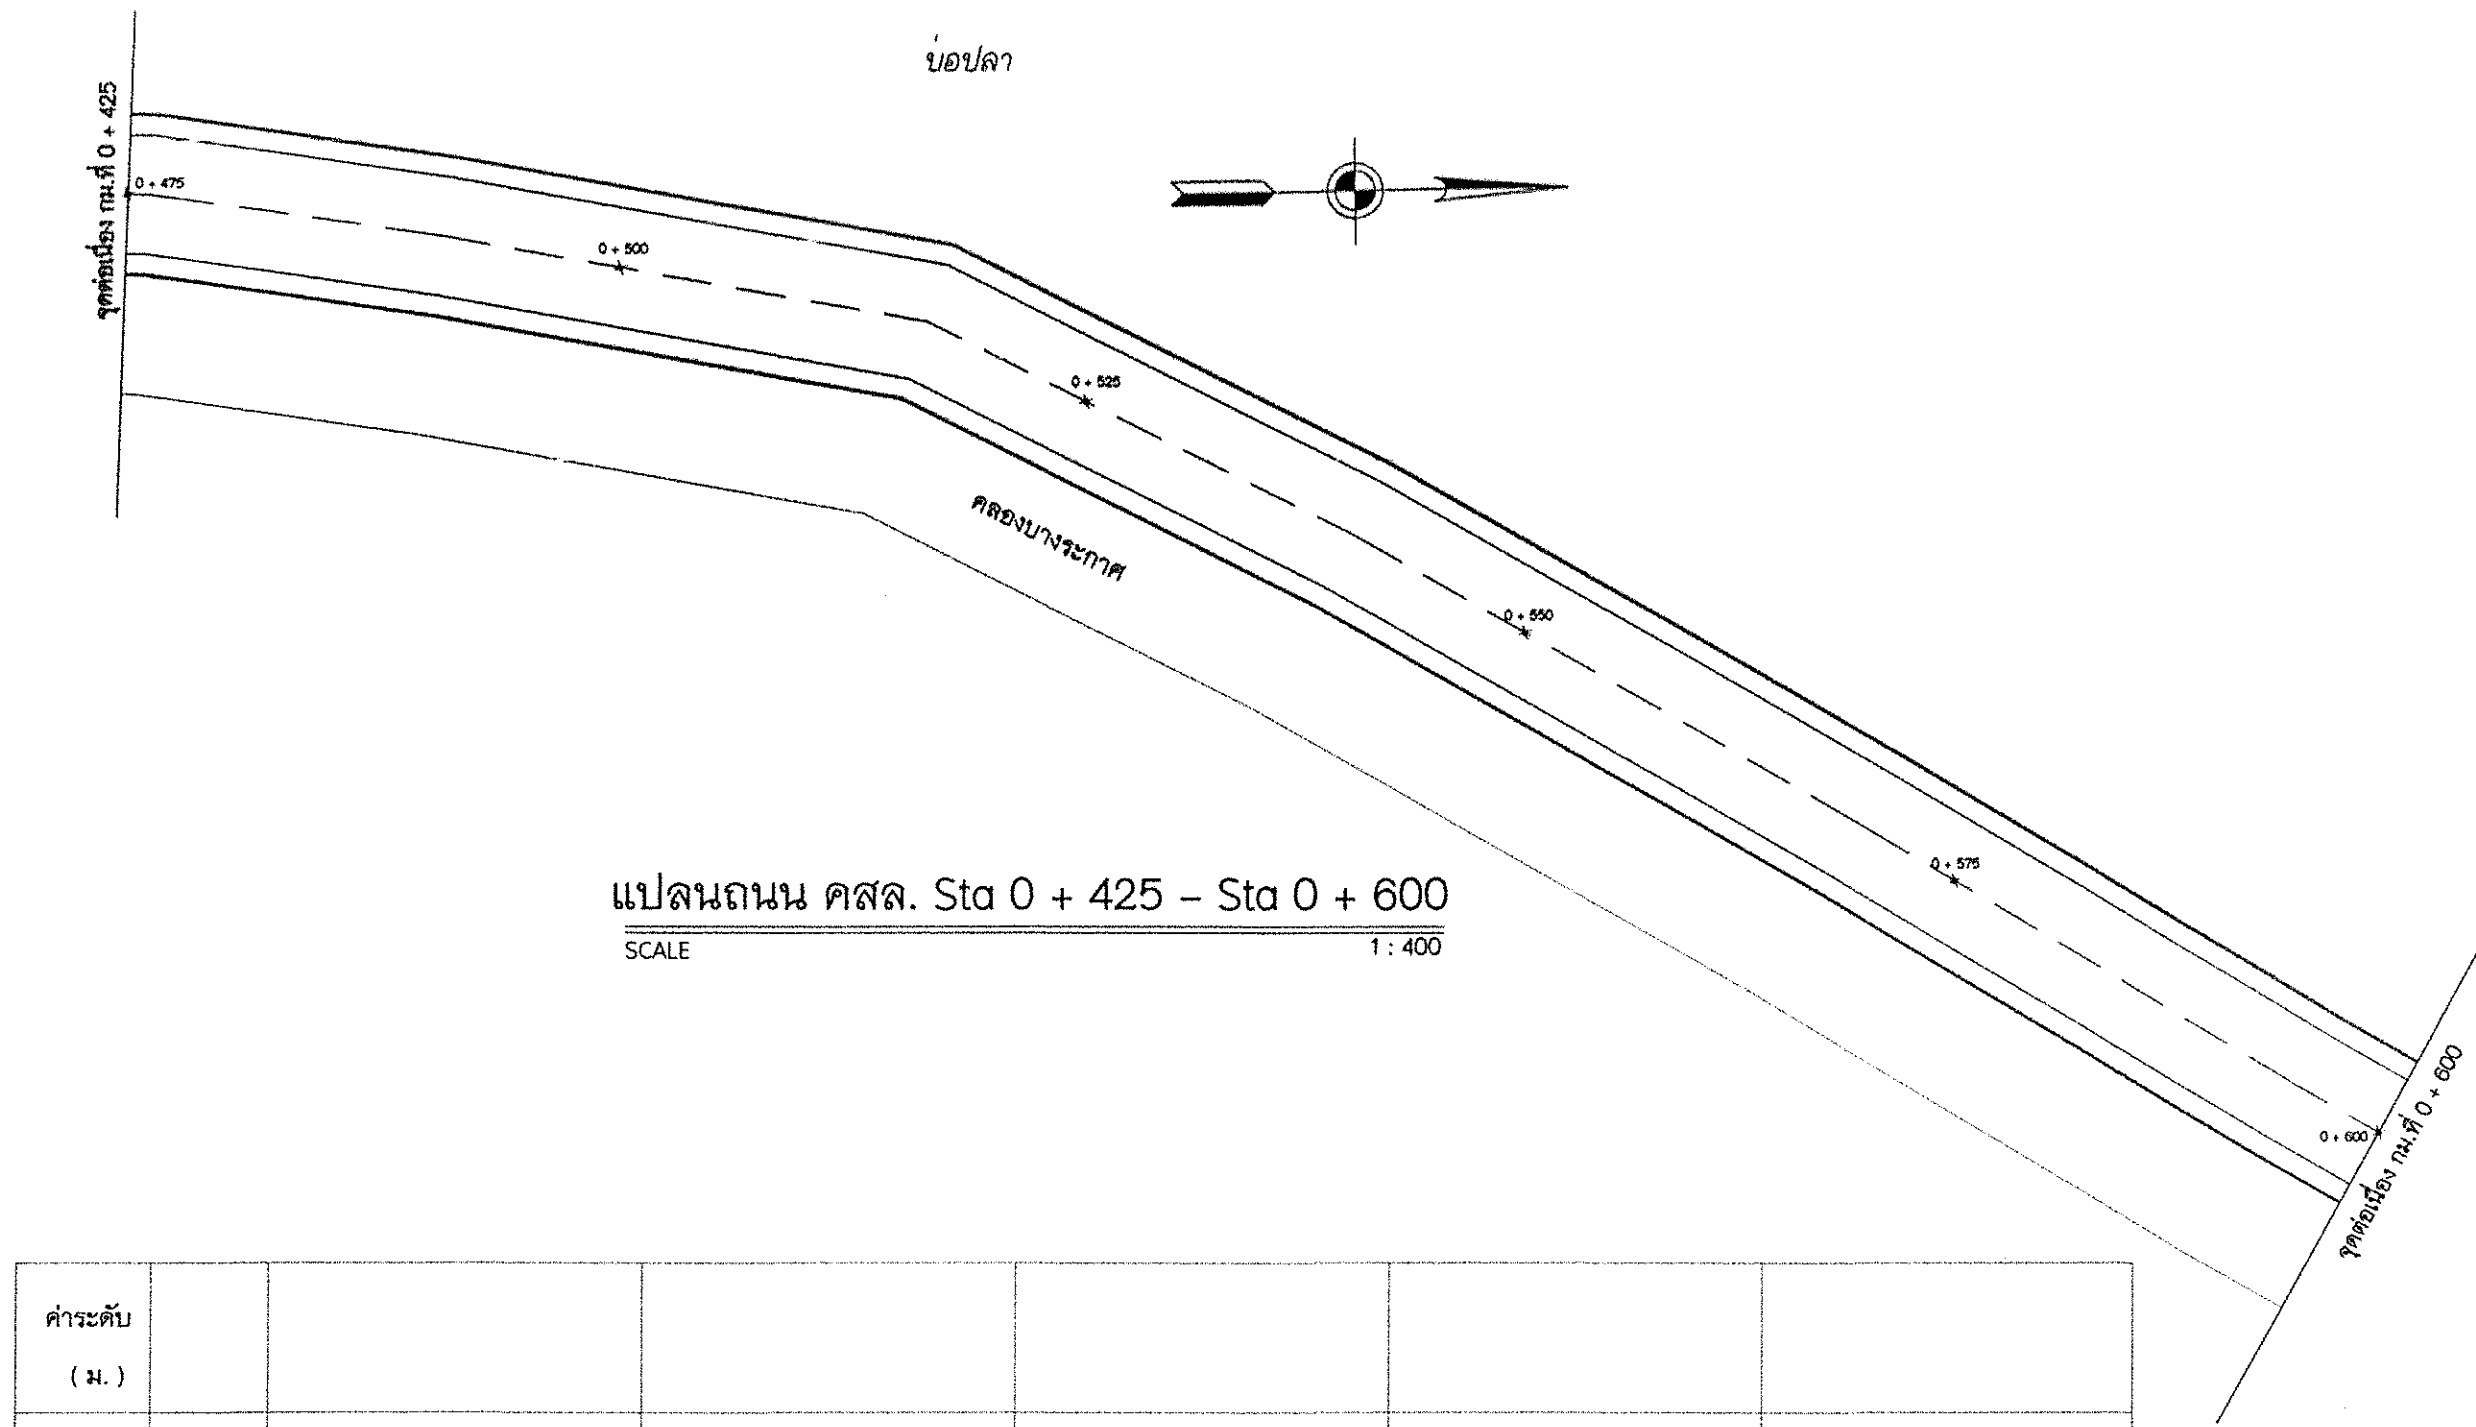 บ่อปลา
จุดต่อเนื่อง กม.ที่ 0 + 425
0 + 475
0 + 500
0 + 525
คลองบางระกาศ
0 + 550
0 + 575
แปลนถนน คสล. Sta 0 + 425 – Sta 0 + 600
SCALE 1 : 400
0 + 600
จุดต่อเนื่อง กม.ที่ 0 + 600
ค่าระดับ
( ม. )